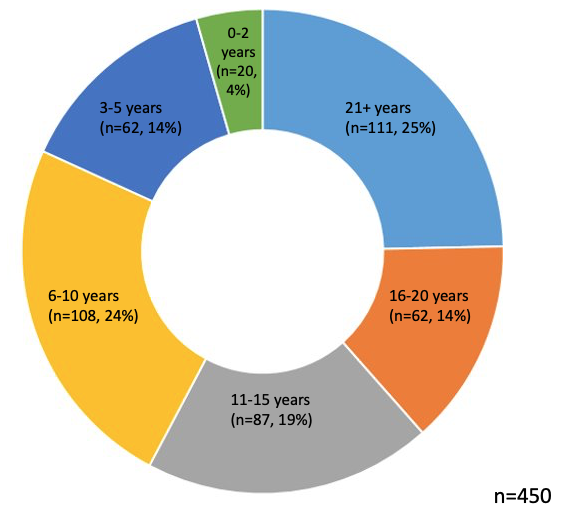 0-2
years
(n=20,
4%)
21+ years
(n=111, 25%)
3-5 years
(n=62, 14%)
6-10 years
(n=108, 24%)
16-20 years
(n=62, 14%)
11-15 years
(n=87, 19%)
n=450